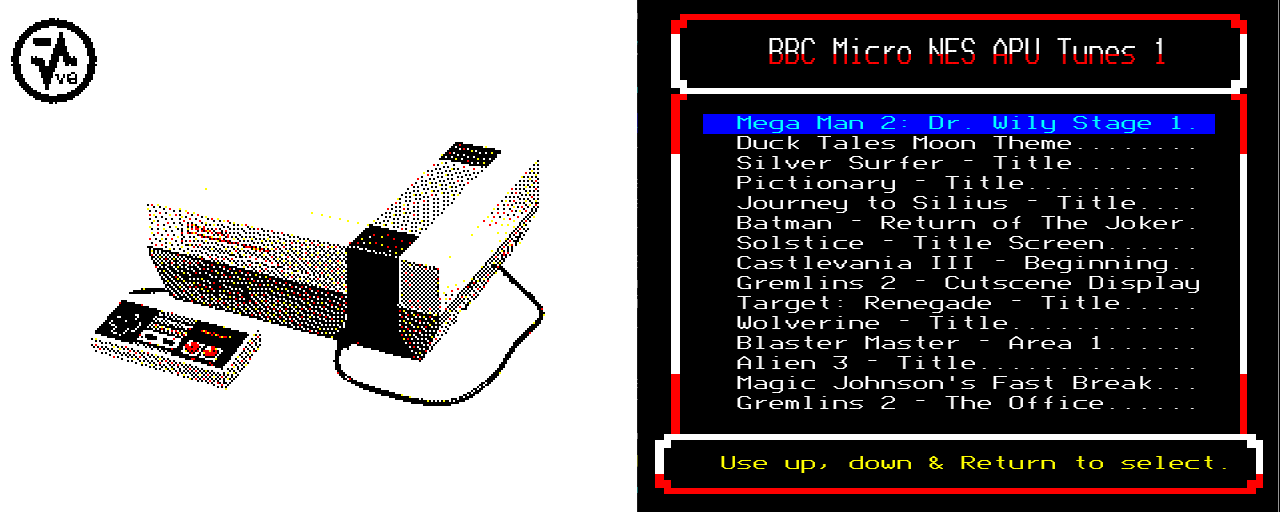 ve
BBC Micro NES APU Tunes 1
Mega Man 2: Dr. Wily Stage 1.
Duck Tales Moon Theme........
Silver Surfer - Title........
Pictionary - Title...........
Journey to Silius - Title....
Batman - Return of The Joker.
Solstice - Title Screen......
Castlevania III - Beginning..
Gremlins 2 - Cutscene Display
Target: Renegade - Title.....
Wolverine - Title............
Blaster Master - Area 1......
Alien 3 - Title..............
Magic Johnson's Fast Break...
Gremlins 2 - The Office......
Use up, down & Return to select.